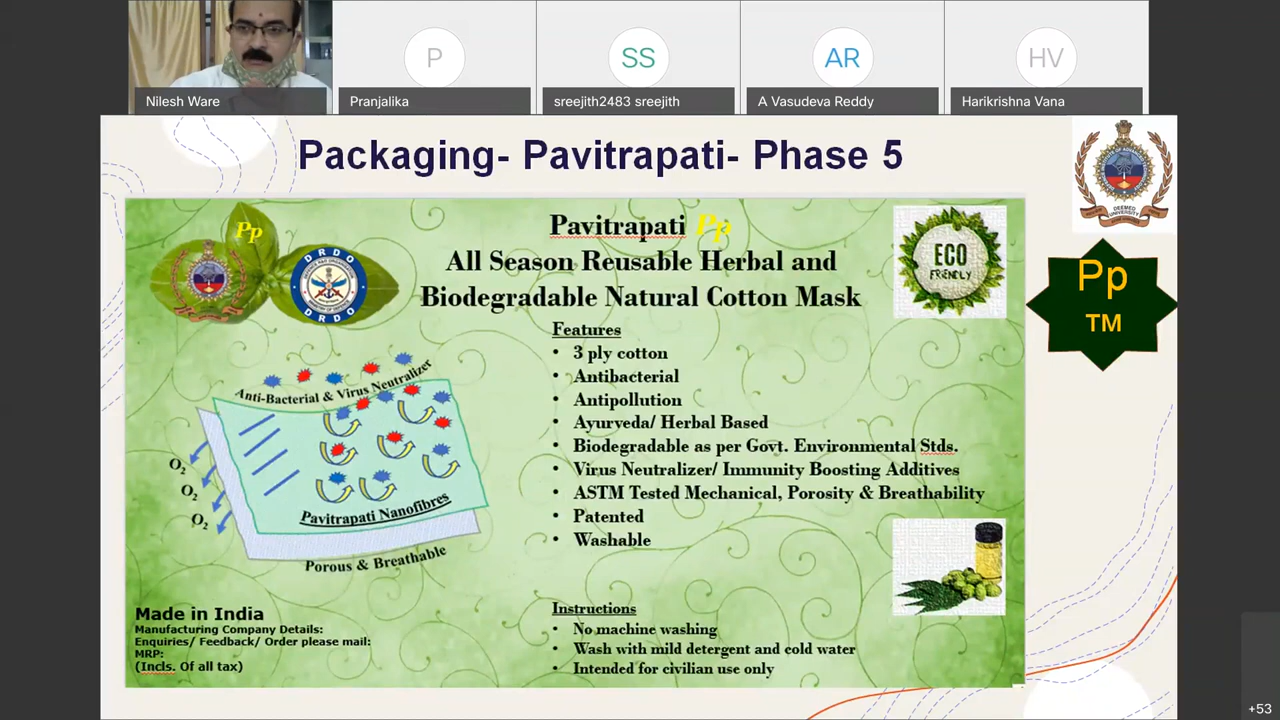 P
SS
AR
HV
Nilesh Ware
Pranjalika
sreejith2483 sreejith
A Vasudeva Reddy
Harikrishna Vana
Packaging- Pavitrapati- Phase 5
DEEMED
UNIVERSITY
Pp
TM
Pp
DRDO
DRDO
Pavitrapati Pp
All Season Reusable Herbal and
Biodegradable Natural Cotton Mask
ECO
FRIENDLY
Features
• 3 ply cotton
• Antibacterial
• Antipollution
• Ayurveda/ Herbal Based
• Biodegradable as per Govt. Environmental Stds.
• Virus Neutralizer/ Immunity Boosting Additives
• ASTM Tested Mechanical, Porosity & Breathability
• Patented
• Washable
Anti-Bacterial & Virus Neutralizer
O2
O2
O2
Pavitrapati Nanofibres
Porous & Breathable
Made in India
Manufacturing Company Details:
Enquiries/ Feedback/ Order please mail:
MRP:
(Incls. Of all tax)
Instructions
• No machine washing
• Wash with mild detergent and cold water
• Intended for civilian use only
+53